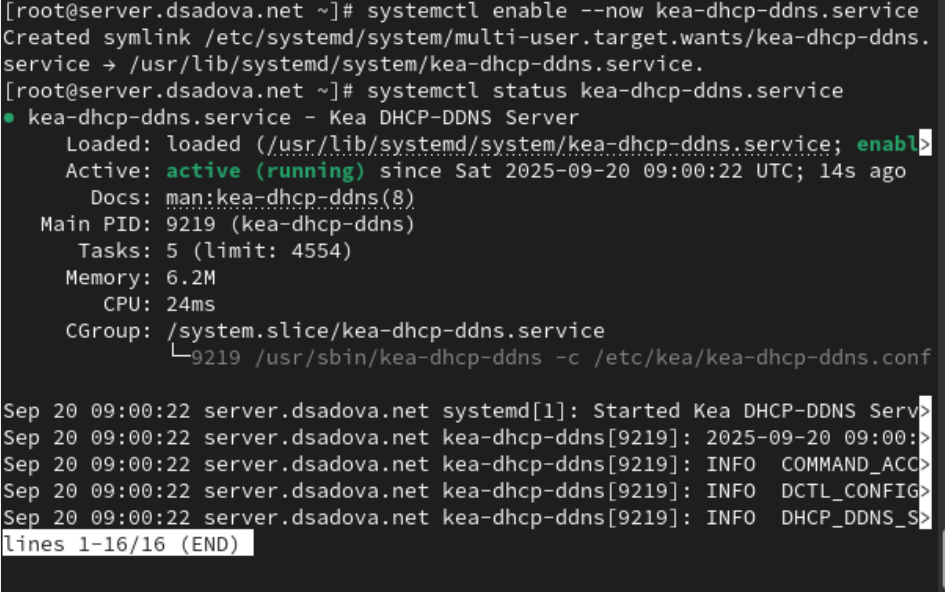 [root@server.dsadova.net ~]# systemctl enable --now kea-dhcp-ddns.service
Created symlink /etc/systemd/system/multi-user.target.wants/kea-dhcp-ddns.
service → /usr/lib/systemd/system/kea-dhcp-ddns.service.
[root@server.dsadova.net ~]# systemctl status kea-dhcp-ddns.service
● kea-dhcp-ddns.service - Kea DHCP-DDNS Server
     Loaded: loaded (/usr/lib/systemd/system/kea-dhcp-ddns.service; enabl>
     Active: active (running) since Sat 2025-09-20 09:00:22 UTC; 14s ago
       Docs: man:kea-dhcp-ddns(8)
   Main PID: 9219 (kea-dhcp-ddns)
      Tasks: 5 (limit: 4554)
     Memory: 6.2M
        CPU: 24ms
     CGroup: /system.slice/kea-dhcp-ddns.service
             └─9219 /usr/sbin/kea-dhcp-ddns -c /etc/kea/kea-dhcp-ddns.conf
Sep 20 09:00:22 server.dsadova.net systemd[1]: Started Kea DHCP-DDNS Serv>
Sep 20 09:00:22 server.dsadova.net kea-dhcp-ddns[9219]: 2025-09-20 09:00:>
Sep 20 09:00:22 server.dsadova.net kea-dhcp-ddns[9219]: INFO  COMMAND_ACC>
Sep 20 09:00:22 server.dsadova.net kea-dhcp-ddns[9219]: INFO  DCTL_CONFIG>
Sep 20 09:00:22 server.dsadova.net kea-dhcp-ddns[9219]: INFO  DHCP_DDNS_S>
lines 1-16/16 (END)